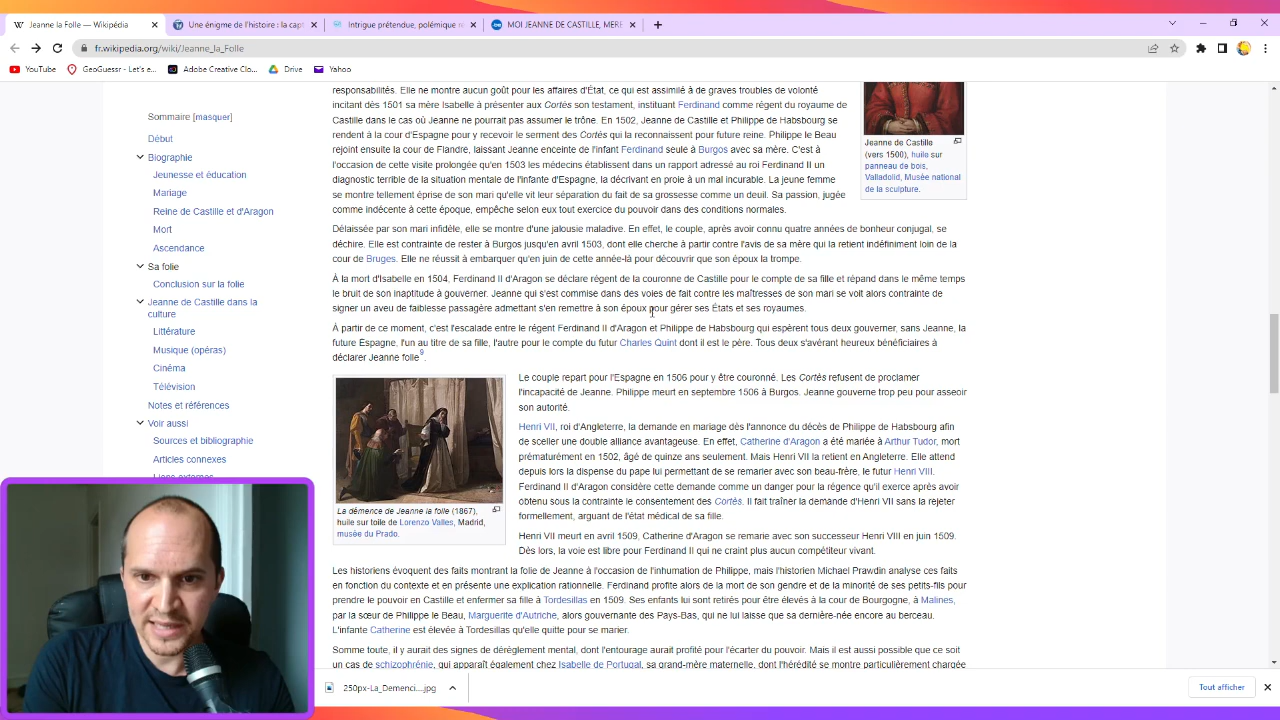 Jeanne la Folle — Wikipédia
Une énigme de l'histoire : la capt
Intrigue prétendue, polémique re
MOI JEANNE DE CASTILLE, MERE
fr.wikipedia.org/wiki/Jeanne_la_Folle
YouTube
GeoGuessr - Let's e...
Adobe Creative Clo...
Drive
Yahoo
Sommaire [masquer]
Début
Biographie
Jeunesse et éducation
Mariage
Reine de Castille et d'Aragon
Mort
Ascendance
Sa folie
Conclusion sur la folie
Jeanne de Castille dans la
culture
Littérature
Musique (opéras)
Cinéma
Télévision
Notes et références
Voir aussi
Sources et bibliographie
Articles connexes
Liens externes
responsabilités. Elle ne montre aucun goût pour les affaires d'État, ce qui est assimilé à de graves troubles de volonté
incitant dès 1501 sa mère Isabelle à présenter aux Cortès son testament, instituant Ferdinand comme régent du royaume de
Castille dans le cas où Jeanne ne pourrait pas assumer le trône. En 1502, Jeanne de Castille et Philippe de Habsbourg se
rendent à la cour d'Espagne pour y recevoir le serment des Cortés qui la reconnaissent pour future reine. Philippe le Beau
rejoint ensuite la cour de Flandre, laissant Jeanne enceinte de l'infant Ferdinand seule à Burgos avec sa mère. C'est à
l'occasion de cette visite prolongée qu'en 1503 les médecins établissent dans un rapport adressé au roi Ferdinand II un
diagnostic terrible de la situation mentale de l'infante d'Espagne, la décrivant en proie à un mal incurable. La jeune femme
se montre tellement éprise de son mari qu'elle vit leur séparation du fait de sa grossesse comme un deuil. Sa passion, jugée
comme indécente à cette époque, empêche selon eux tout exercice du pouvoir dans des conditions normales.
Jeanne de Castille
(vers 1500), huile sur
panneau de bois,
Valladolid, Musée national
de la sculpture.
Délaissée par son mari infidèle, elle se montre d'une jalousie maladive. En effet, le couple, après avoir connu quatre années de bonheur conjugal, se
déchire. Elle est contrainte de rester à Burgos jusqu'en avril 1503, dont elle cherche à partir contre l'avis de sa mère qui la retient indéfiniment loin de la
cour de Bruges. Elle ne réussit à embarquer qu'en juin de cette année-là pour découvrir que son époux la trompe.
À la mort d'Isabelle en 1504, Ferdinand II d'Aragon se déclare régent de la couronne de Castille pour le compte de sa fille et répand dans le même temps
le bruit de son inaptitude à gouverner. Jeanne qui s'est commise dans des voies de fait contre les maîtresses de son mari se voit alors contrainte de
signer un aveu de faiblesse passagère admettant s'en remettre à son époux pour gérer ses États et ses royaumes.
À partir de ce moment, c'est l'escalade entre le régent Ferdinand II d'Aragon et Philippe de Habsbourg qui espèrent tous deux gouverner, sans Jeanne, la
future Espagne, l'un au titre de sa fille, l'autre pour le compte du futur Charles Quint dont il est le père. Tous deux s'avérant heureux bénéficiaires à
déclarer Jeanne folle 9.
La démence de Jeanne la folle (1867),
huile sur toile de Lorenzo Valles, Madrid,
musée du Prado.
Le couple repart pour l'Espagne en 1506 pour y être couronné. Les Cortés refusent de proclamer
l'incapacité de Jeanne. Philippe meurt en septembre 1506 à Burgos. Jeanne gouverne trop peu pour asseoir
son autorité.
Henri VII, roi d'Angleterre, la demande en mariage dès l'annonce du décès de Philippe de Habsbourg afin
de sceller une double alliance avantageuse. En effet, Catherine d'Aragon a été mariée à Arthur Tudor, mort
prématurément en 1502, âgé de quinze ans seulement. Mais Henri VII la retient en Angleterre. Elle attend
depuis lors la dispense du pape lui permettant de se remarier avec son beau-frère, le futur Henri VIII.
Ferdinand II d'Aragon considère cette demande comme un danger pour la régence qu'il exerce après avoir
obtenu sous la contrainte le consentement des Cortés. Il fait traîner la demande d'Henri VII sans la rejeter
formellement, arguant de l'état médical de sa fille.
Henri VII meurt en avril 1509, Catherine d'Aragon se remarie avec son successeur Henri VIII en juin 1509.
Dès lors, la voie est libre pour Ferdinand II qui ne craint plus aucun compétiteur vivant.
Les historiens évoquent des faits montrant la folie de Jeanne à l'occasion de l'inhumation de Philippe, mais l'historien Michael Prawdin analyse ces faits
en fonction du contexte et en présente une explication rationnelle. Ferdinand profite alors de la mort de son gendre et de la minorité de ses petits-fils pour
prendre le pouvoir en Castille et enfermer sa fille à Tordesillas en 1509. Ses enfants lui sont retirés pour être élevés à la cour de Bourgogne, à Malines,
par la sœur de Philippe le Beau, Marguerite d'Autriche, alors gouvernante des Pays-Bas, qui ne lui laisse que sa dernière-née encore au berceau.
L'infante Catherine est élevée à Tordesillas qu'elle quitte pour se marier.
Somme toute, il y aurait des signes de dérèglement mental, dont l'entourage aurait profité pour l'écarter du pouvoir. Mais il est aussi possible que ce soit
un cas de schizophrénie, qui apparaît également chez Isabelle de Portugal, sa grand-mère maternelle, dont l'hérédité se montre particulièrement chargée
250px-La_Demenci....jpg
Tout afficher